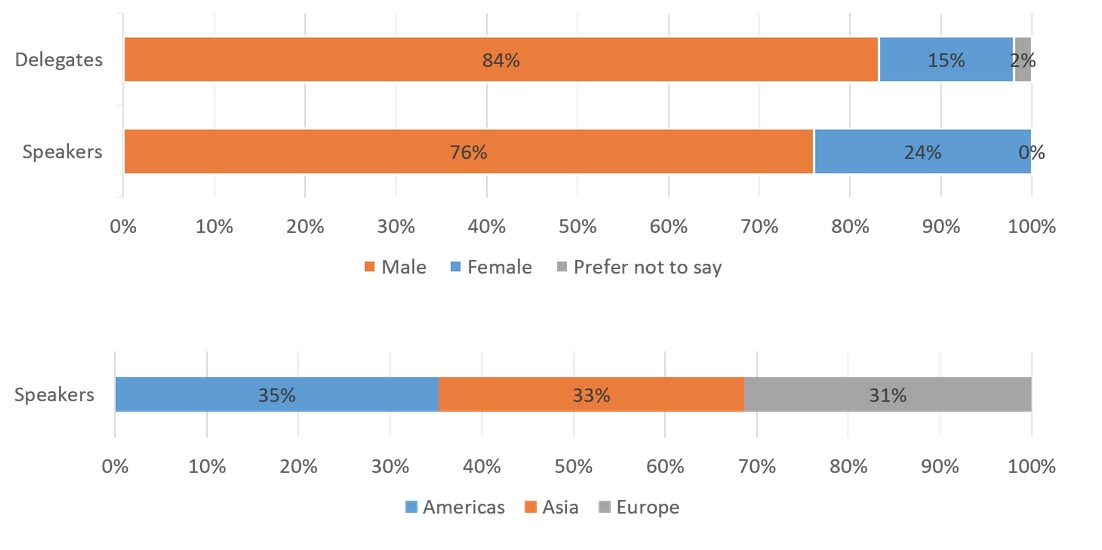 Delegates 84% 15% 2%
Speakers 76% 24% 0%
0% 10% 20% 30% 40% 50% 60% 70% 80% 90% 100%
Male Female Prefer not to say
Speakers 35% 33% 31%
0% 10% 20% 30% 40% 50% 60% 70% 80% 90% 100%
Americas Asia Europe